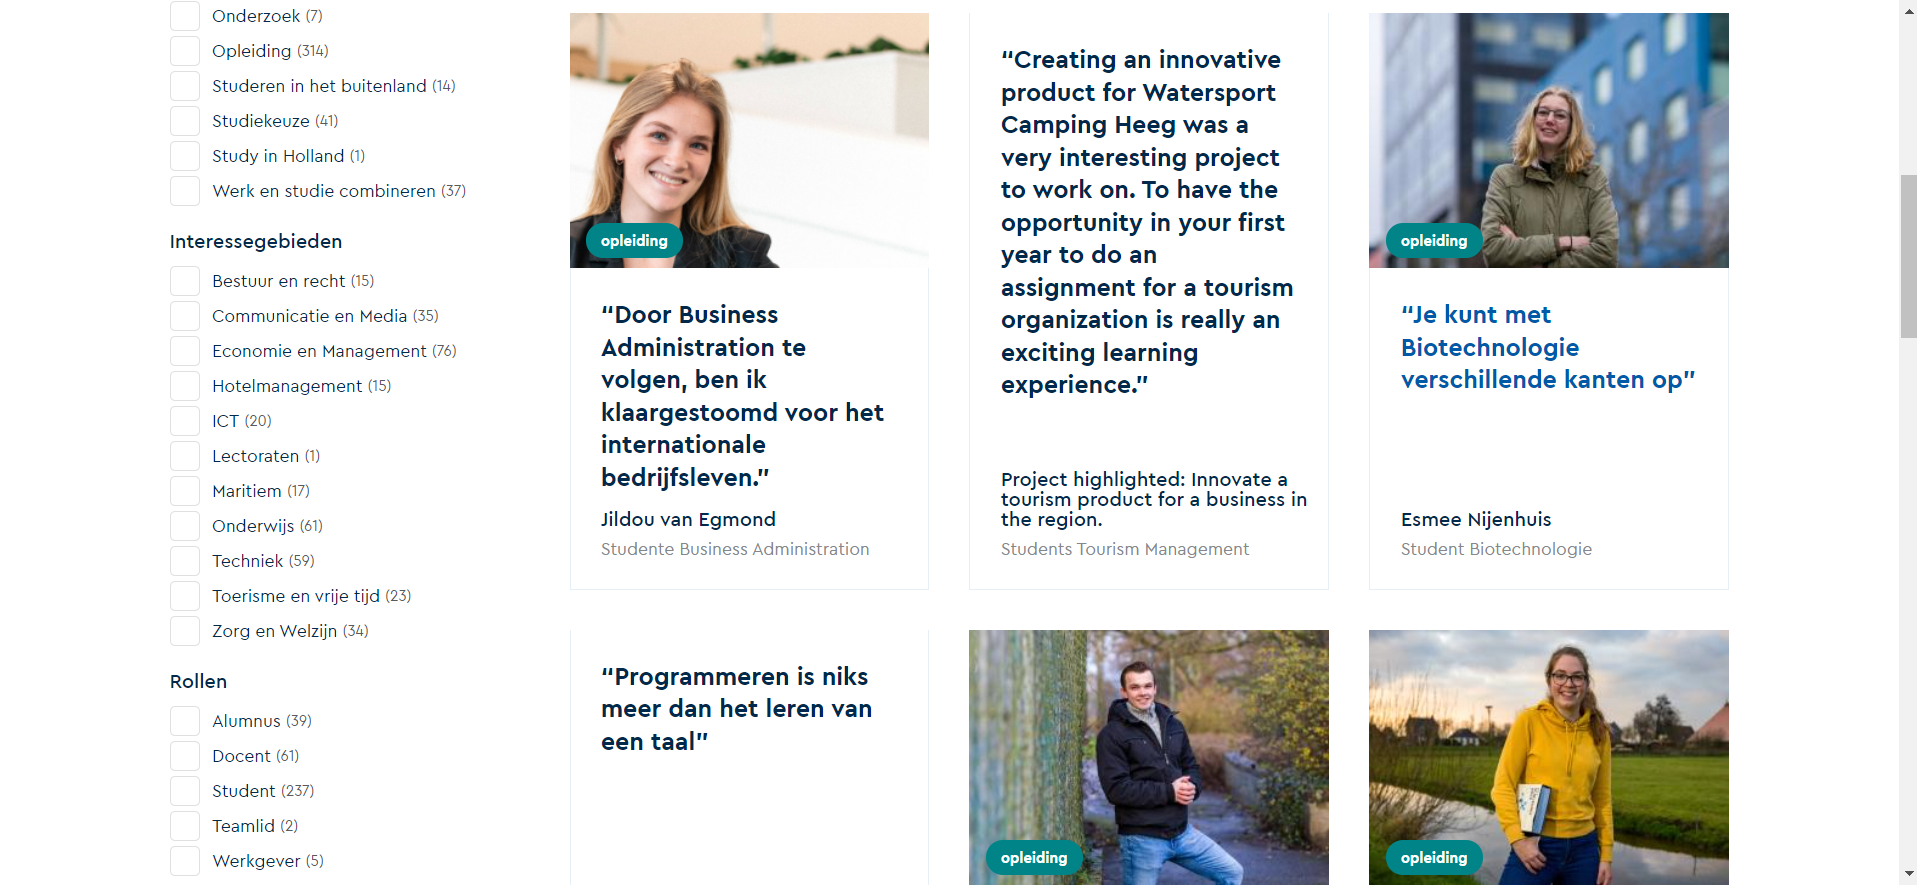 Onderzoek (7)
Opleiding (314)
Studeren in het buitenland (14)
Studiekeuze (41)
Study in Holland (1)
Werk en studie combineren (37)
Interessegebieden
Bestuur en recht (15)
Communicatie en Media (35)
Economie en Management (76)
Hotelmanagement (15)
ICT (20)
Lectoraten (1)
Maritiem (17)
Onderwijs (61)
Techniek (59)
Toerisme en vrije tijd (23)
Zorg en Welzijn (34)
Rollen
Alumnus (39)
Docent (61)
Student (237)
Teamlid (2)
Werkgever (5)
opleiding
“Door Business
Administration te
volgen, ben ik
klaargestoomd voor het
internationale
bedrijfsleven.”
Jildou van Egmond
Studente Business Administration
“Creating an innovative
product for Watersport
Camping Heeg was a
very interesting project
to work on. To have the
opportunity in your first
year to do an
assignment for a tourism
organization is really an
exciting learning
experience.”
Project highlighted: Innovate a
tourism product for a business in
the region.
Students Tourism Management
opleiding
“Je kunt met
Biotechnologie
verschillende kanten op”
Esmee Nijenhuis
Student Biotechnologie
“Programmeren is niks
meer dan het leren van
een taal”
opleiding
opleiding